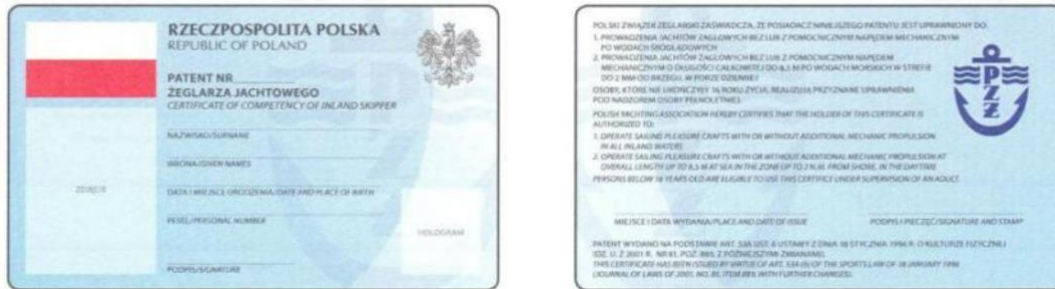 RZECZPOSPOLITA POLSKA
REPUBLIC OF POLAND
PATENT NR
ŻEGLARZA JACHTOWEGO
CERTIFICATE OF COMPETENCY OF INLAND SKIPPER
NAZWISKO/SURNAME
IMIONA/GIVEN NAMES
ZDJĘCIE
DATA I MIEJSCE URODZENIA/DATE AND PLACE OF BIRTH
PESEL/PERSONAL NUMBER
HOLOGRAM
PODPIS/SIGNATURE
POLSKI ZWIĄZEK ŻEGLARSKI ZAŚWIADCZA, ŻE POSIADACZ NINIEJSZEGO PATENTU JEST UPRAWNIONY DO:
1. PROWADZENIA JACHTÓW ŻAGLOWYCH BEZ LUB Z POMOCNICZYM NAPĘDEM MECHANICZNYM
PO WODACH ŚRÓDLĄDOWYCH
2. PROWADZENIA JACHTÓW ŻAGLOWYCH BEZ LUB Z POMOCNICZYM NAPĘDEM
MECHANICZNYM O DŁUGOŚCI CAŁKOWITEJ DO 8,5 M PO WODACH MORSKICH W STREFIE
DO 2 MM OD BRZEGU, W PORZE DZIENNEJ
OSOBY, KTÓRE NIE UKOŃCZYŁY 16 ROKU ŻYCIA, REALIZUJĄ PRZYZNANE UPRAWNIENIA
POD NADZOREM OSOBY PEŁNOLETNIEJ.
PZŻ
POLISH YACHTING ASSOCIATION HEREBY CERTIFIES THAT THE HOLDER OF THIS CERTIFICATE IS
AUTHORIZED TO:
1. OPERATE SAILING PLEASURE CRAFTS WITH OR WITHOUT ADDITIONAL MECHANIC PROPULSION
IN ALL INLAND WATERS
2. OPERATE SAILING PLEASURE CRAFTS WITH OR WITHOUT ADDITIONAL MECHANIC PROPULSION AT
OVERALL LENGTH UP TO 8,5 M AT SEA IN THE ZONE UP TO 2 N.M. FROM SHORE, IN THE DAYTIME
PERSONS BELOW 16 YEARS OLD ARE ELIGIBLE TO USE THIS CERTIFICE UNDER SUPERVISION OF AN ADULT.
MIEJSCE I DATA WYDANIA/PLACE AND DATE OF ISSUE
PODPIS I PIECZĘĆ/SIGNATURE AND STAMP
PATENT WYDANO NA PODSTAWIE ART. 53A UST. 6 USTAWY Z DNIA 18 STYCZNIA 1996 R. O KULTURZE FIZYCZNEJ
(DZ. U. Z 2001 R. NR 81, POZ. 889, Z PÓŹNIEJSZYMI ZMIANAMI).
THIS CERTIFICATE HAS BEEN ISSUED BY VIRTUE OF ART. 53A (6) OF THE SPORTS LAW OF 18 JANUARY 1996
(JOURNAL OF LAWS OF 2001, NO. 81, ITEM 889, WITH FURTHER CHANGES).